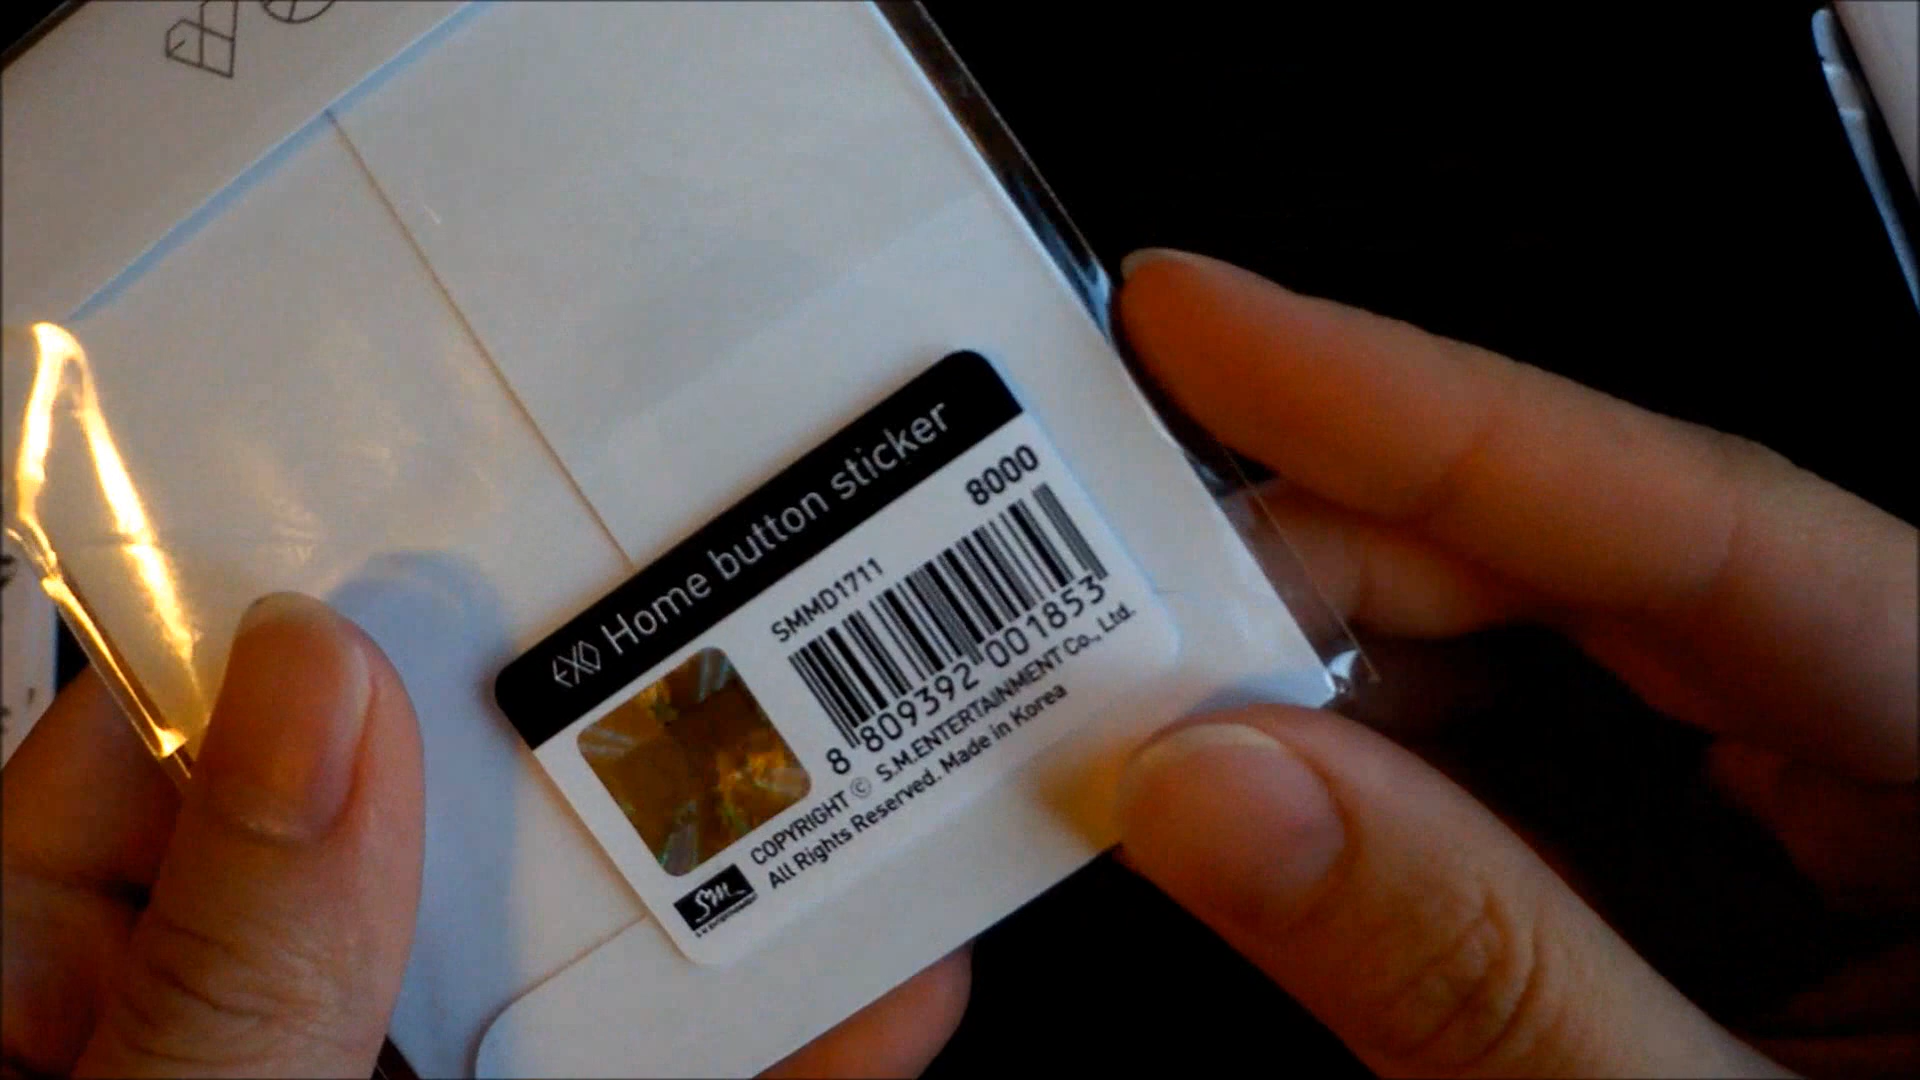 EXO Home button sticker
8000
SMMD1711
8 809392 001853
COPYRIGHT © S.M.ENTERTAINMENT Co., Ltd.
All Rights Reserved. Made in Korea
SM